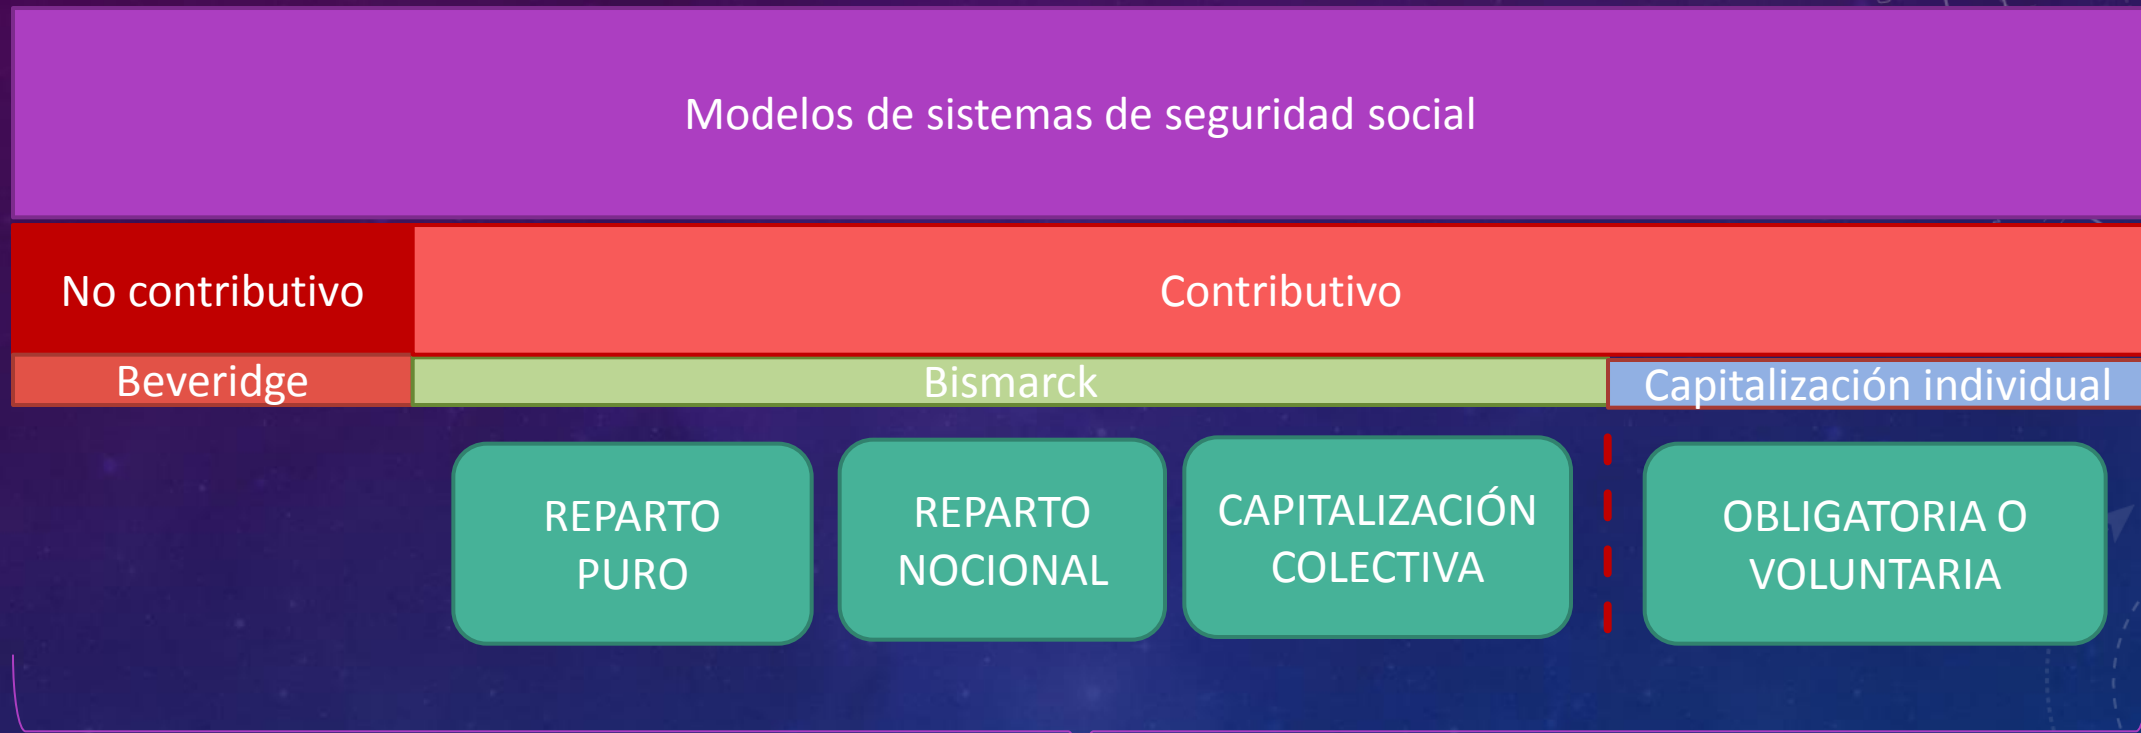 Modelos de sistemas de seguridad social
No contributivo
Contributivo
Beveridge
Bismarck
Capitalización individual
REPARTO
PURO
REPARTO
NOCIONAL
CAPITALIZACIÓN
COLECTIVA
OBLIGATORIA O
VOLUNTARIA